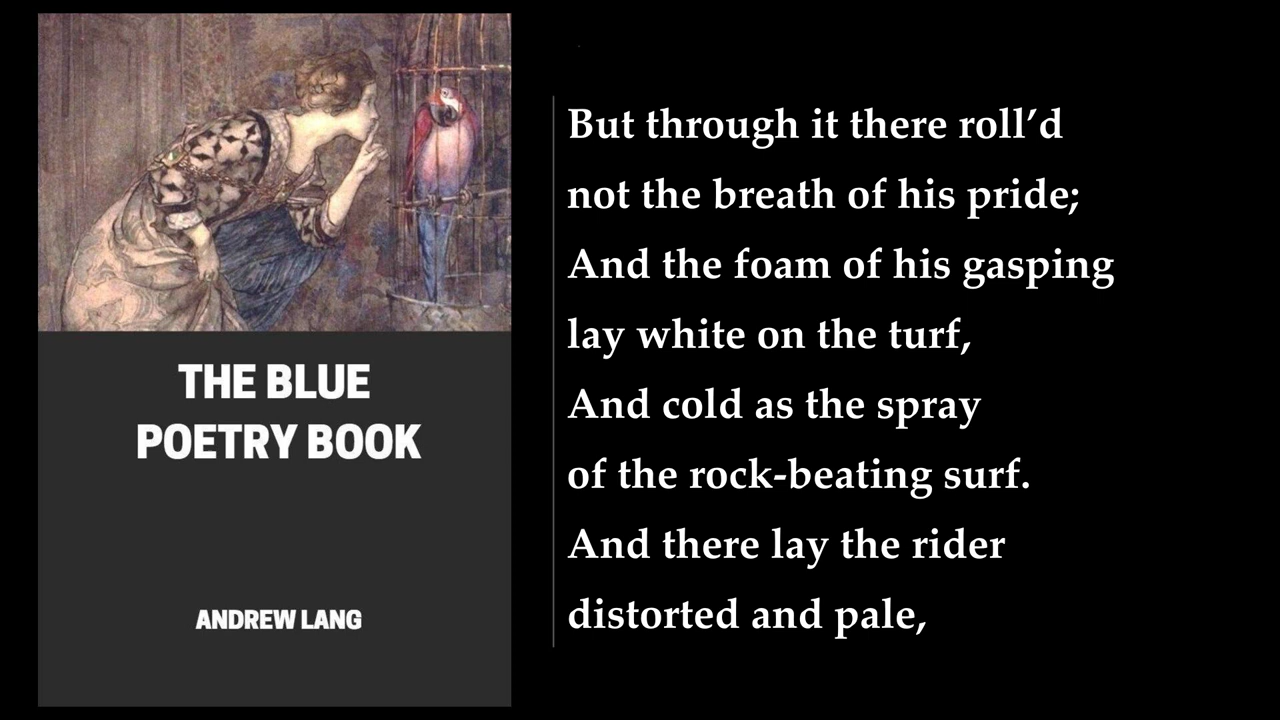 THE BLUE
POETRY BOOK
ANDREW LANG
But through it there roll’d
not the breath of his pride;
And the foam of his gasping
lay white on the turf,
And cold as the spray
of the rock-beating surf.
And there lay the rider
distorted and pale,